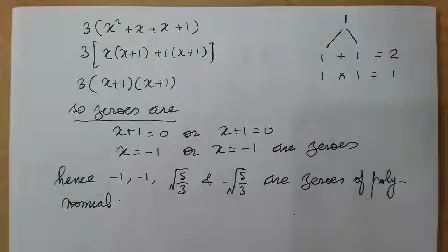 3(x² + x + x + 1)
3[x(x+1) + 1(x+1)]
3(x+1)(x+1)
1
1 + 1 = 2
1 × 1 = 1
so zeroes are
x+1=0 or x+1=0
x=-1 or x=-1 are zeroes
hence -1, -1, √5/3 & -√5/3 are zeroes of poly-
nomial.